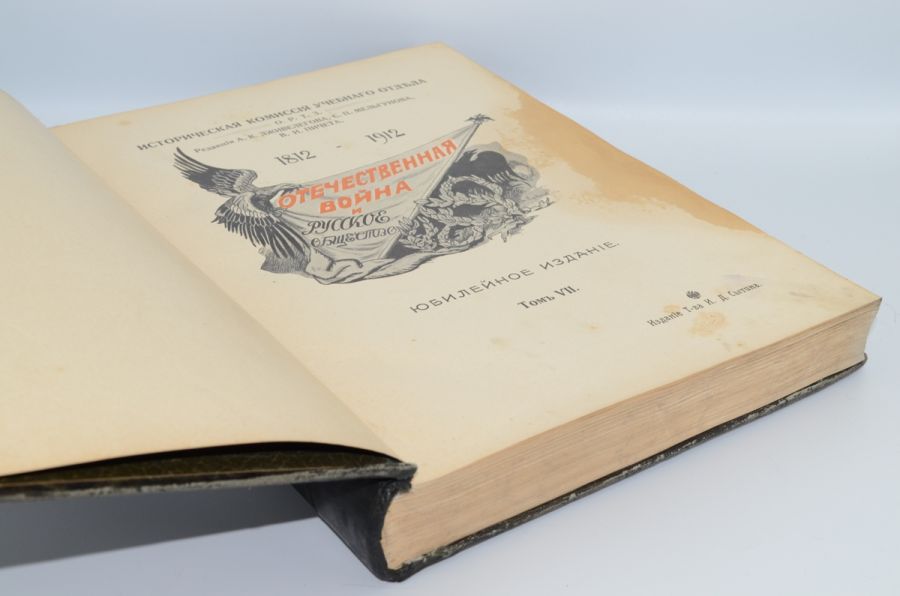 ИСТОРИЧЕСКАЯ КОМИССІЯ УЧЕБНАГО ОТДѢЛА
О. Р. Т. З.
Редакція А. К. ДЖИВЕЛЕГОВА, С. П. МЕЛЬГУНОВА,
В. И. ПИЧЕТА.
1812 - 1912
ОТЕЧЕСТВЕННАЯ
ВОЙНА
И
РУССКОЕ
ОБЩЕСТВО
ЮБИЛЕЙНОЕ ИЗДАНІЕ.
Томъ VII.
Изданіе Т-ва И. Д. Сытина.